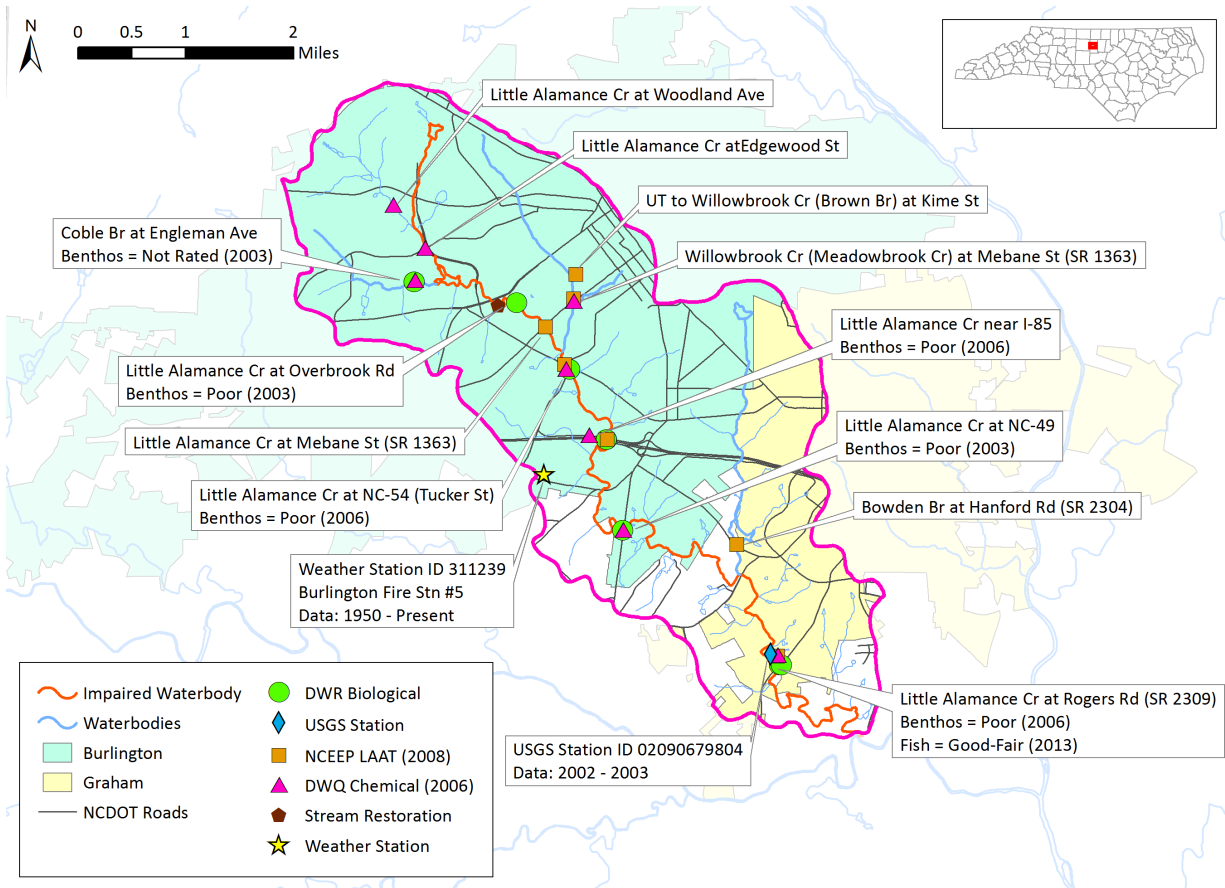 N
0 0.5 1 2
Miles
Little Alamance Cr at Woodland Ave
Little Alamance Cr atEdgewood St
UT to Willowbrook Cr (Brown Br) at Kime St
Coble Br at Engleman Ave
Benthos = Not Rated (2003)
Willowbrook Cr (Meadowbrook Cr) at Mebane St (SR 1363)
Little Alamance Cr near I-85
Benthos = Poor (2006)
Little Alamance Cr at Overbrook Rd
Benthos = Poor (2003)
Little Alamance Cr at NC-49
Benthos = Poor (2003)
Little Alamance Cr at Mebane St (SR 1363)
Little Alamance Cr at NC-54 (Tucker St)
Benthos = Poor (2006)
Bowden Br at Hanford Rd (SR 2304)
Weather Station ID 311239
Burlington Fire Stn #5
Data: 1950 - Present
Little Alamance Cr at Rogers Rd (SR 2309)
Benthos = Poor (2006)
Fish = Good-Fair (2013)
USGS Station ID 02090679804
Data: 2002 - 2003
Impaired Waterbody
Waterbodies
Burlington
Graham
NCDOT Roads
DWR Biological
USGS Station
NCEEP LAAT (2008)
DWQ Chemical (2006)
Stream Restoration
Weather Station